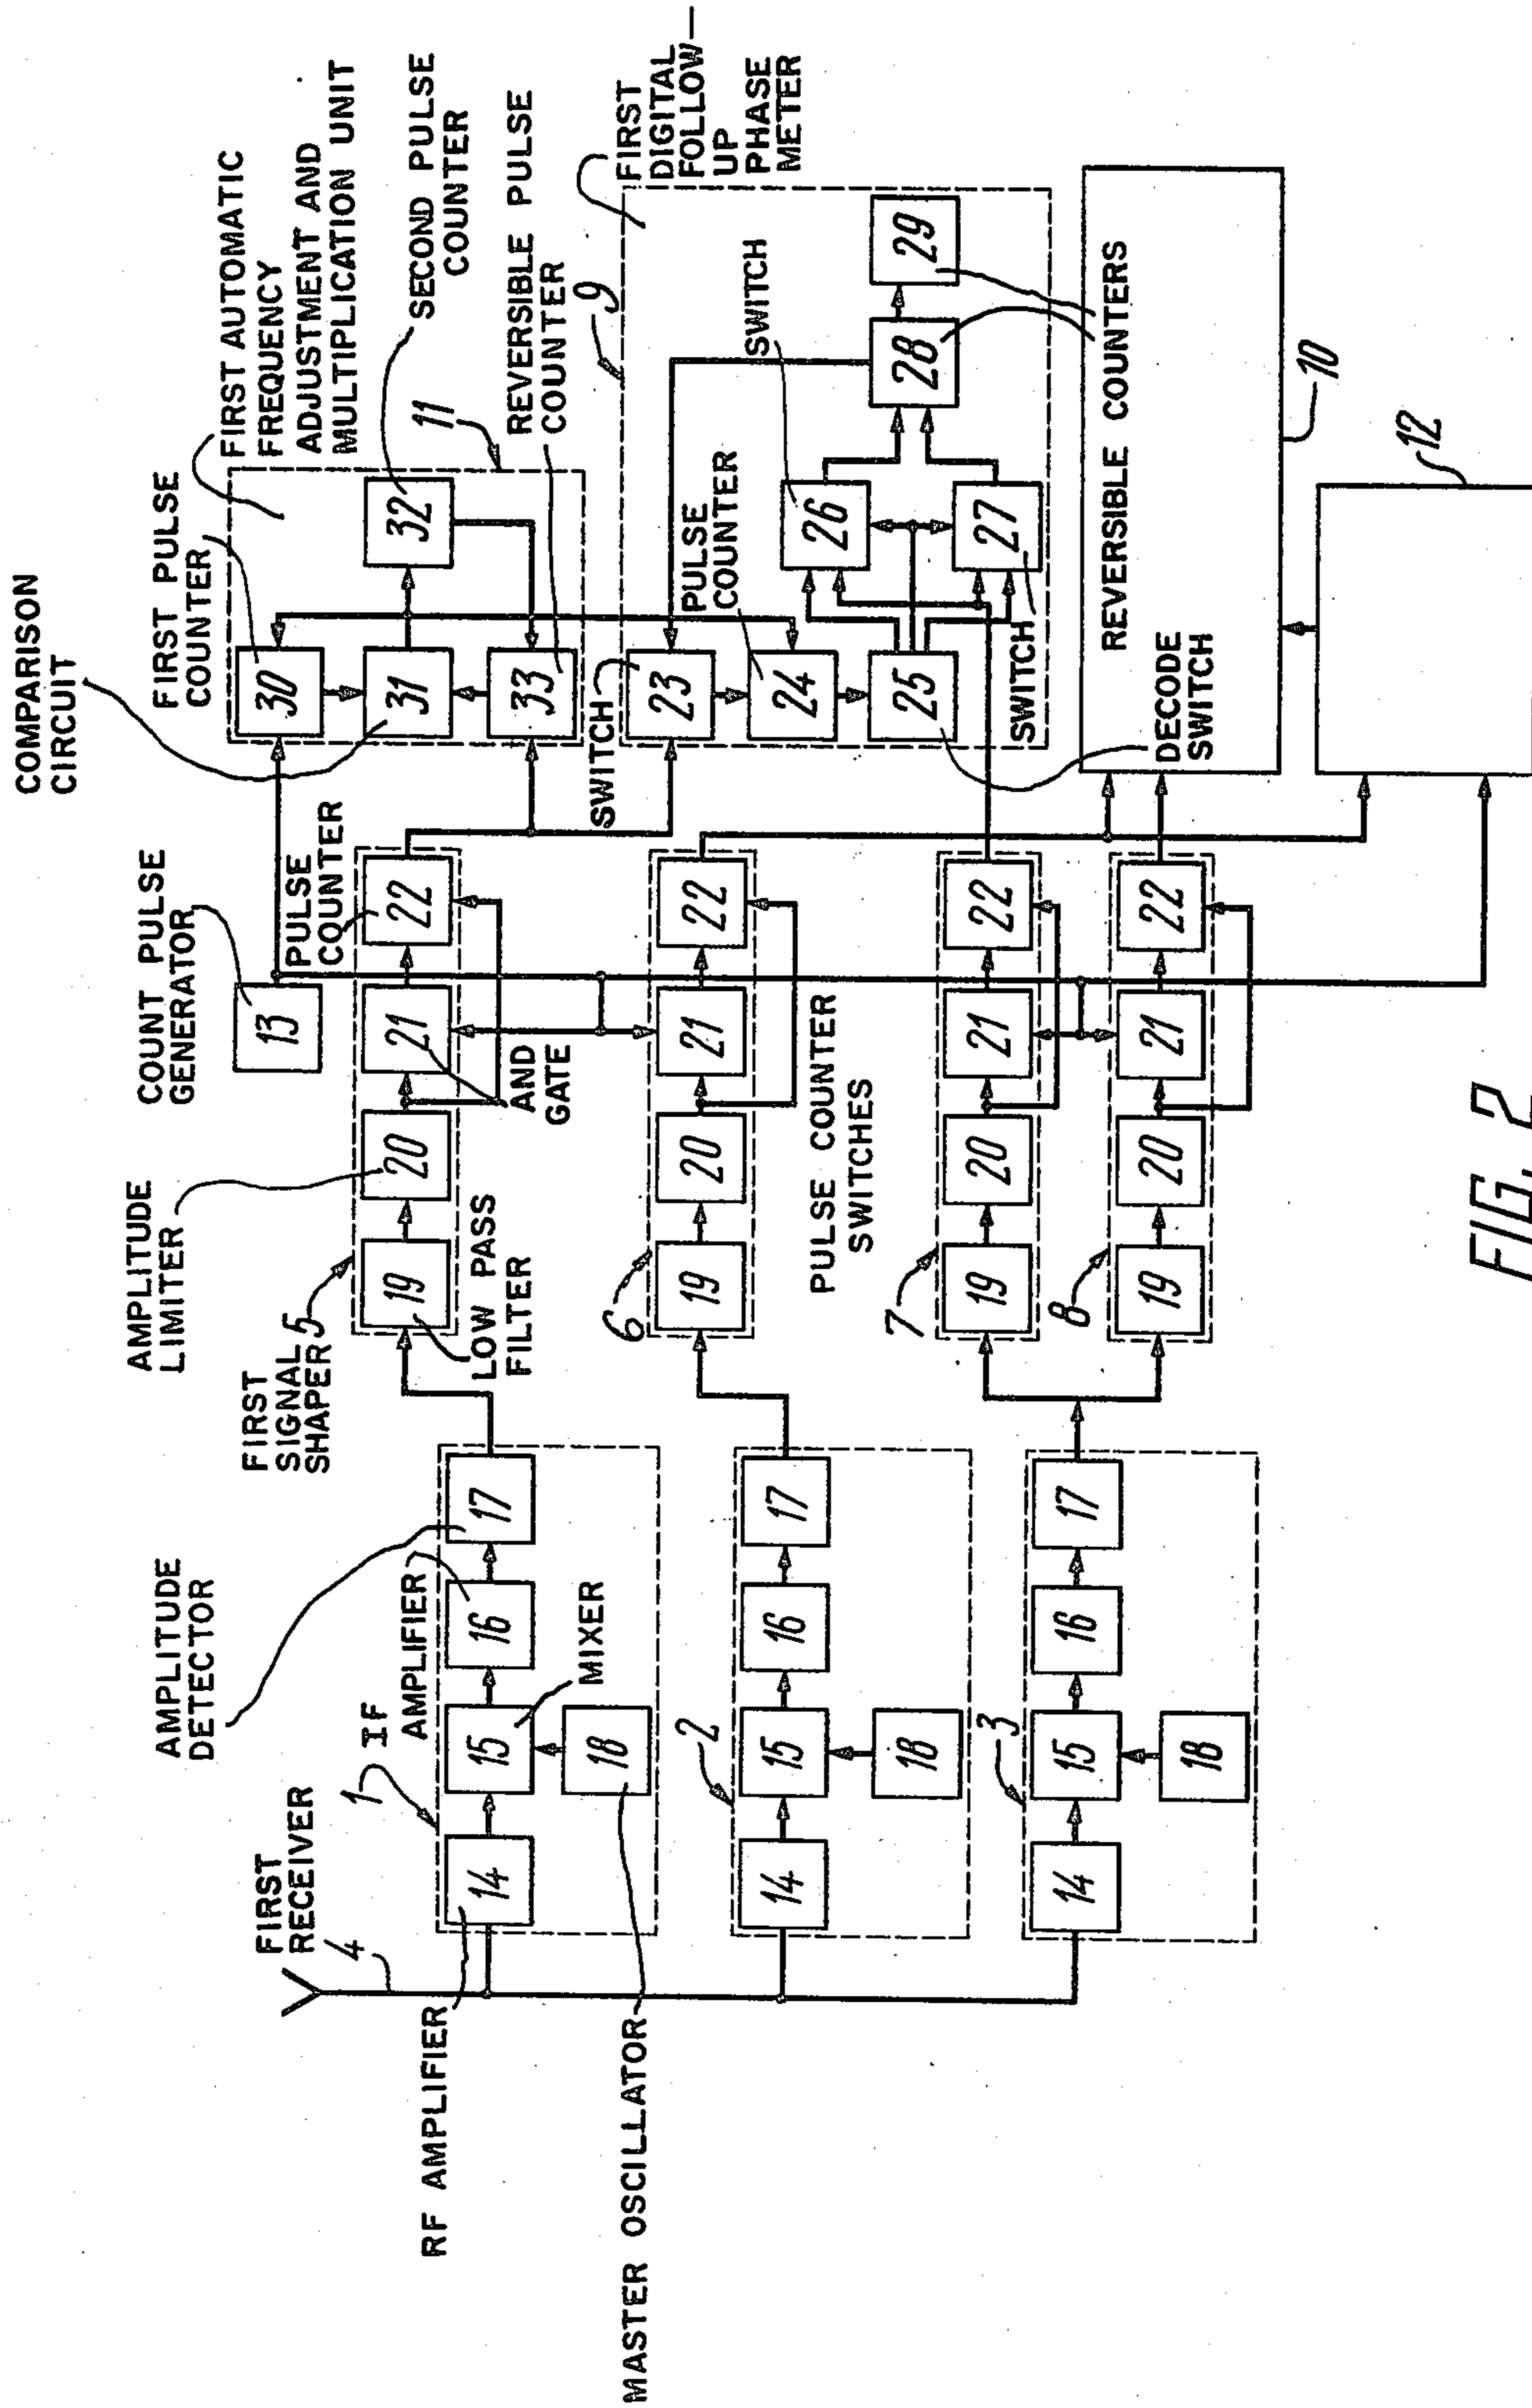 COMPARISON
CIRCUIT
FIRST PULSE
COUNTER
FIRST AUTOMATIC
FREQUENCY
ADJUSTMENT AND
MULTIPLICATION UNIT
SECOND PULSE
COUNTER
11
REVERSIBLE PULSE
COUNTER
30
31
32
33
COUNT PULSE
GENERATOR
13
PULSE
COUNTER
AMPLITUDE
LIMITER
FIRST
SIGNAL
SHAPER 5
19
20
21
22
LOW PASS
FILTER
AND
GATE
AMPLITUDE
DETECTOR
FIRST
RECEIVER
4
1
IF
AMPLIFIER
14
15
16
17
18
MIXER
RF AMPLIFIER
MASTER OSCILLATOR
9
FIRST
DIGITAL
FOLLOW-
UP
PHASE
METER
SWITCH
23
PULSE
COUNTER
24
25
SWITCH
26
27
SWITCH
28
29
6
19
20
21
22
PULSE COUNTER
SWITCHES
2
14
15
16
17
18
7
19
20
21
22
8
19
20
21
22
3
14
15
16
17
18
REVERSIBLE COUNTERS
DECODE
SWITCH
10
12
FIG. 2